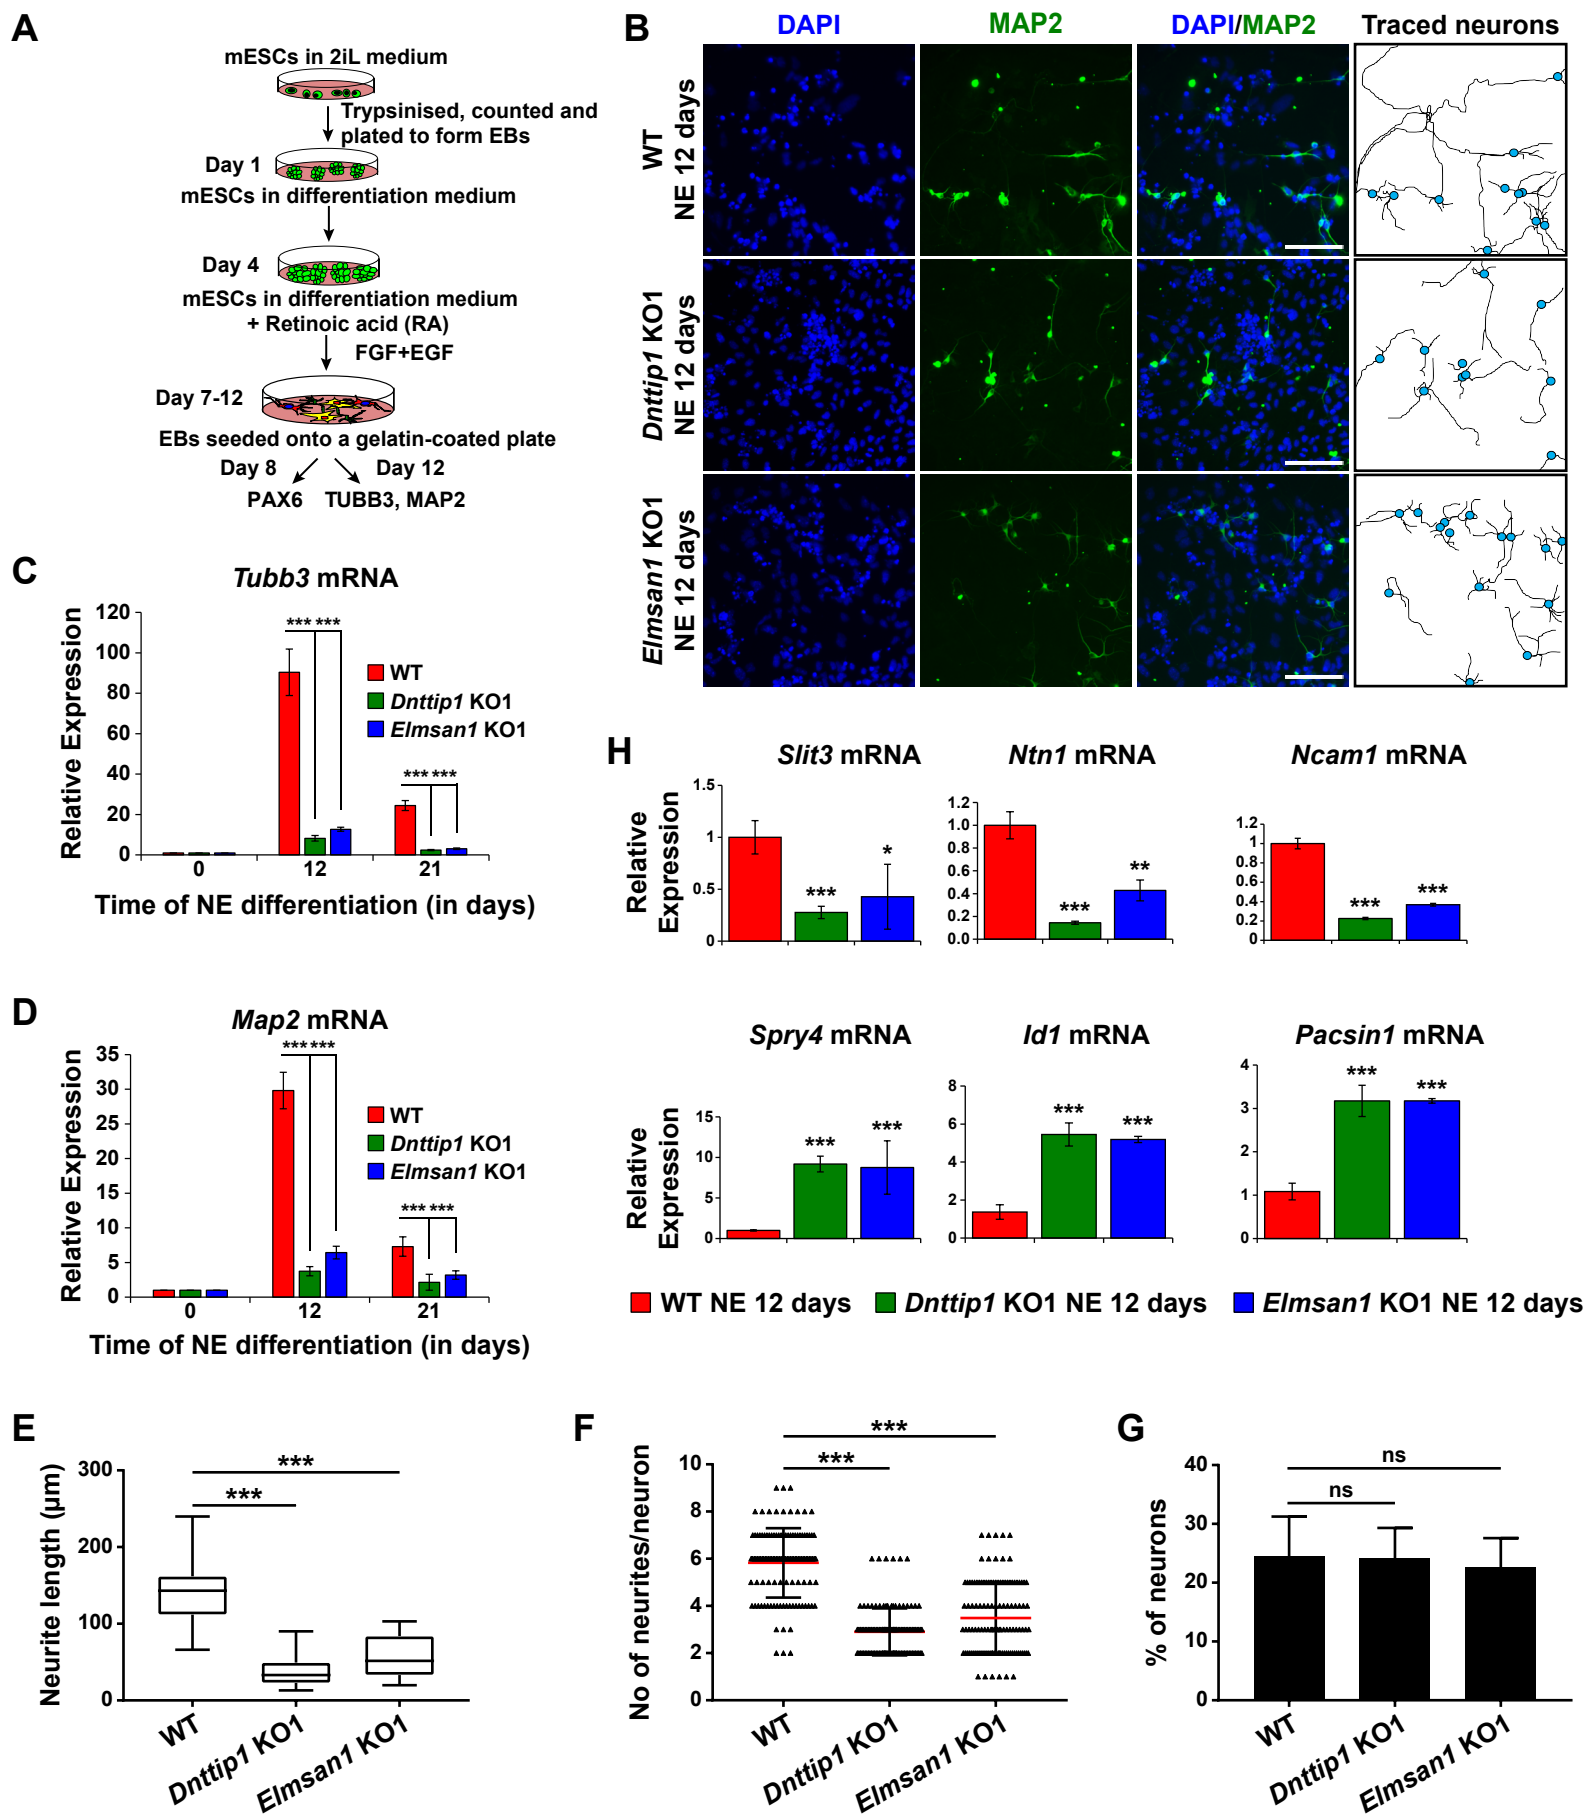 A
mESCs in 2iL medium
Trypsinised, counted and
plated to form EBs
Day 1
mESCs in differentiation medium
Day 4
mESCs in differentiation medium
+ Retinoic acid (RA)
FGF+EGF
Day 7-12
EBs seeded onto a gelatin-coated plate
Day 8
Day 12
PAX6
TUBB3, MAP2
B
DAPI
MAP2
DAPI/MAP2
Traced neurons
WT
NE 12 days
Dnttip1 KO1
NE 12 days
Elmsan1 KO1
NE 12 days
C
Tubb3 mRNA
Relative Expression
120
100
80
60
40
20
0
*** ***
*** ***
WT
Dnttip1 KO1
Elmsan1 KO1
0 12 21
Time of NE differentiation (in days)
D
Map2 mRNA
Relative Expression
35
30
25
20
15
10
5
0
*** ***
*** ***
WT
Dnttip1 KO1
Elmsan1 KO1
0 12 21
Time of NE differentiation (in days)
H
Slit3 mRNA
Relative
Expression
1.5
1
0.5
0
***
*
Ntn1 mRNA
1.2
1.0
0.8
0.6
0.4
0.2
0.0
***
**
Ncam1 mRNA
1.2
1
0.8
0.6
0.4
0.2
0
***
***
Spry4 mRNA
Relative
Expression
15
10
5
0
***
***
Id1 mRNA
8
6
4
2
0
***
***
Pacsin1 mRNA
4
3
2
1
0
***
***
WT NE 12 days
Dnttip1 KO1 NE 12 days
Elmsan1 KO1 NE 12 days
E
Neurite length (µm)
300
200
100
0
***
***
WT
Dnttip1 KO1
Elmsan1 KO1
F
No of neurites/neuron
10
8
6
4
2
0
***
***
WT
Dnttip1 KO1
Elmsan1 KO1
G
% of neurons
40
30
20
10
0
ns
ns
WT
Dnttip1 KO1
Elmsan1 KO1